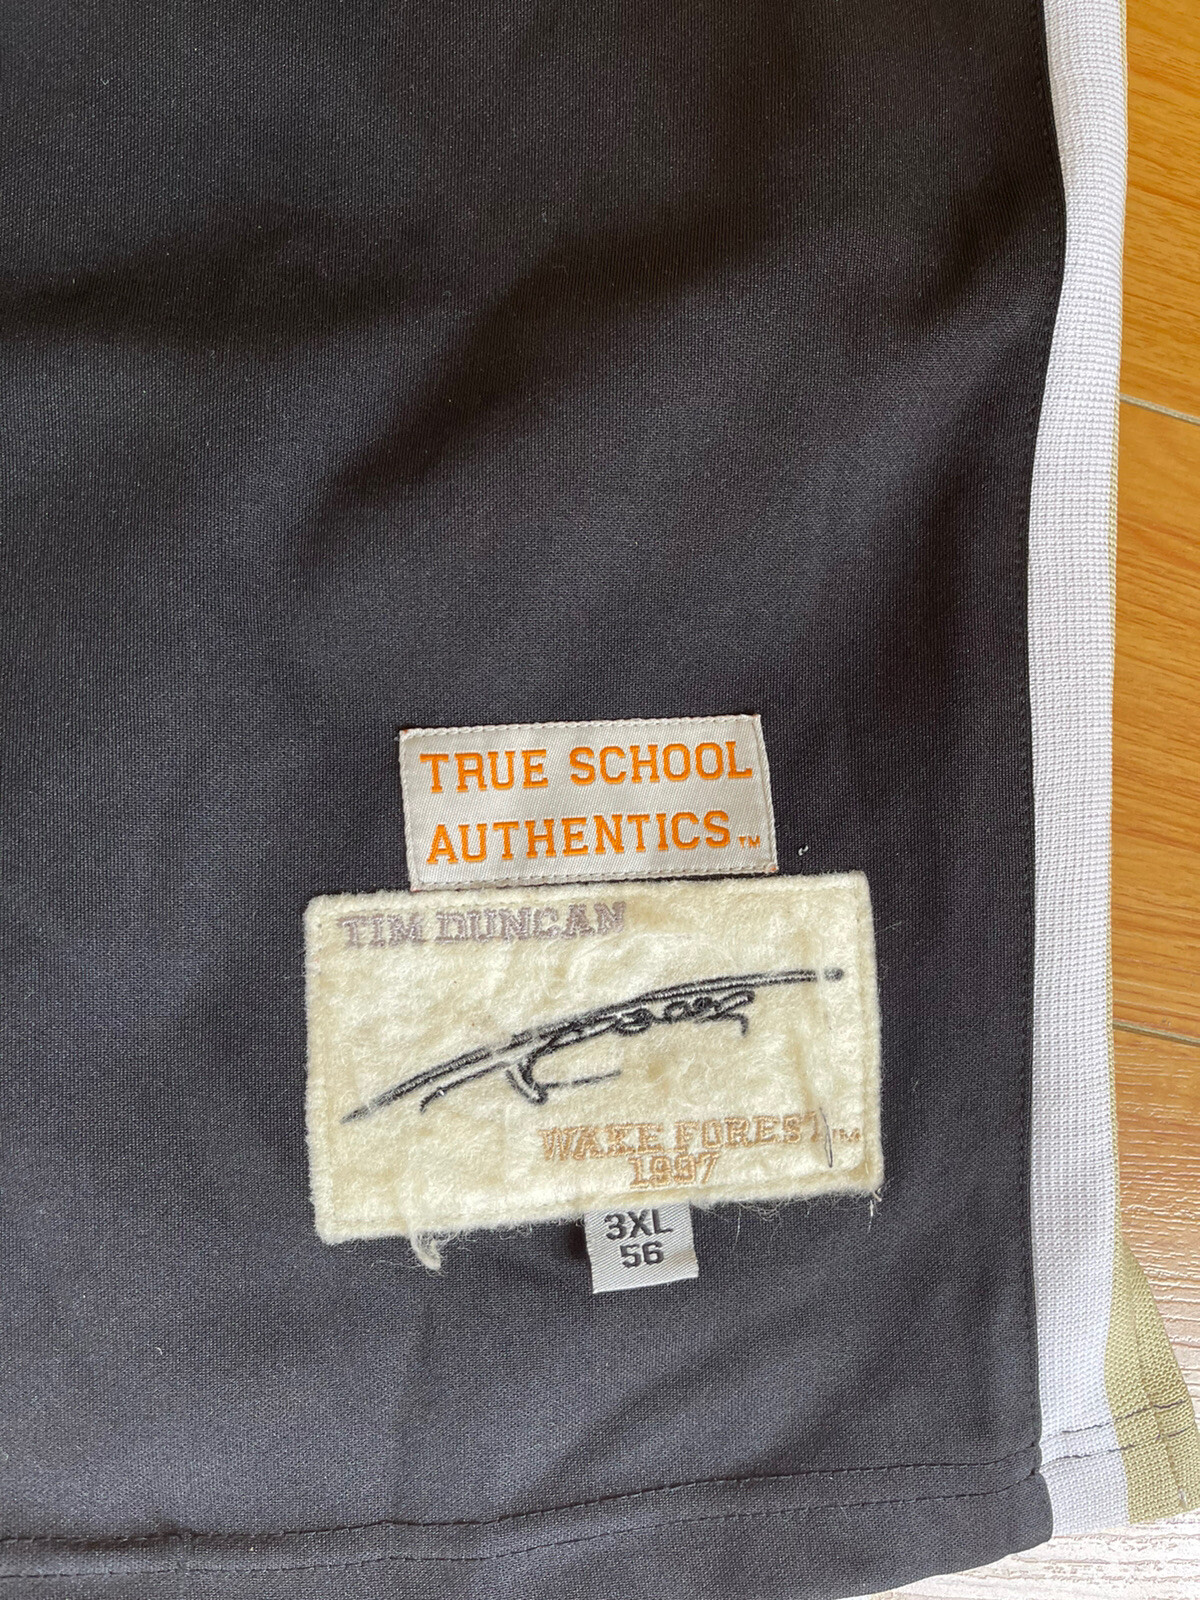 TRUE SCHOOL
AUTHENTICS™
TIM DUNCAN
WAKE FOREST™
1997
3XL
56